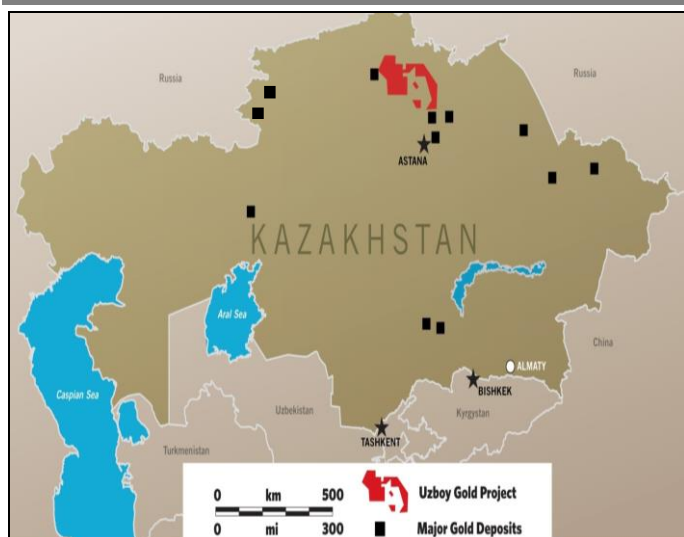 Russia
Russia
ASTANA
KAZAKHSTAN
Aral Sea
China
ALMATY
Caspian Sea
BISHKEK
Uzbekistan
Kyrgystan
TASHKENT
Turkmenistan
0 km 500
0 mi 300
Uzboy Gold Project
Major Gold Deposits